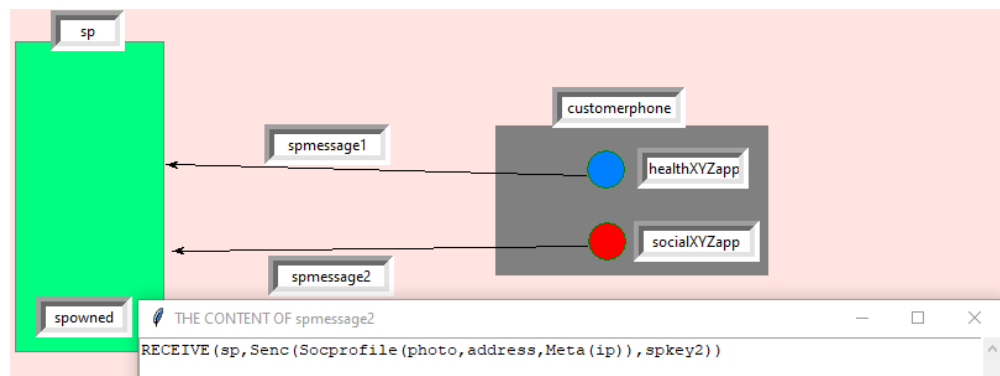 sp
customerphone
spmessage1
healthXYZapp
socialXYZapp
spmessage2
spowned
THE CONTENT OF spmessage2
RECEIVE(sp,Senc(Socprofile(photo,address,Meta(ip)),spkey2))